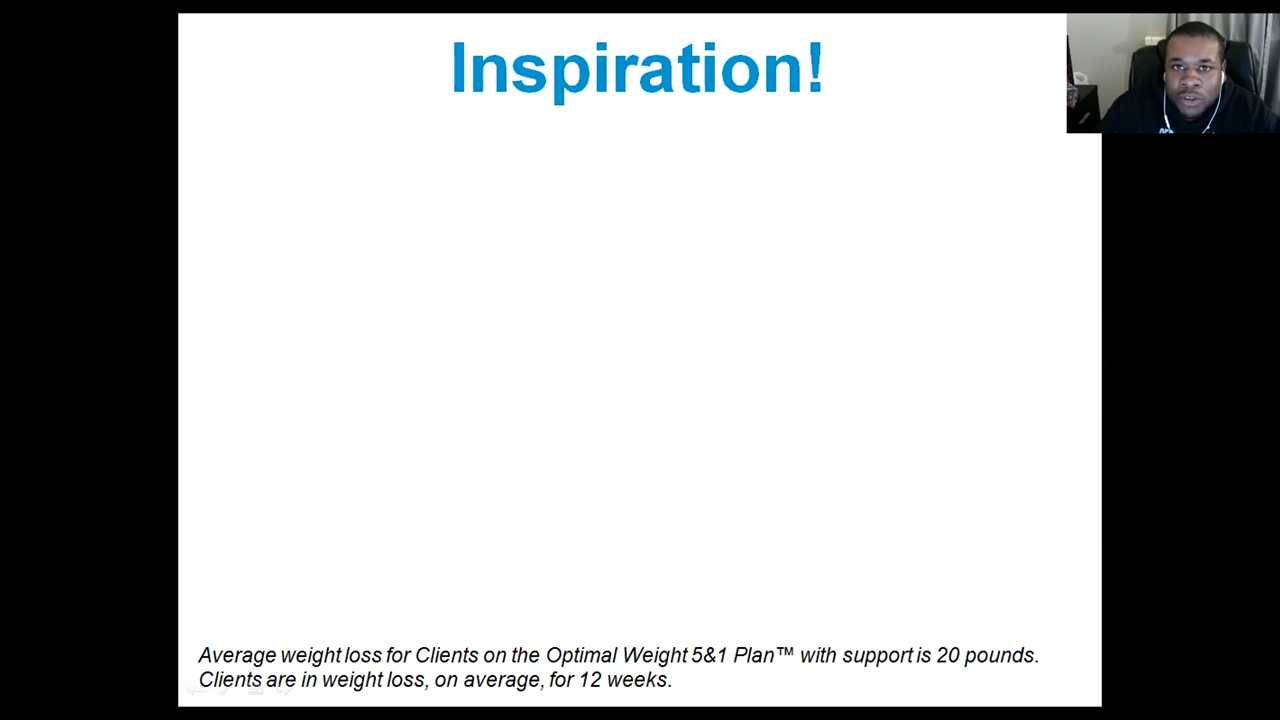 Inspiration!
Average weight loss for Clients on the Optimal Weight 5&1 Plan™ with support is 20 pounds.
Clients are in weight loss, on average, for 12 weeks.